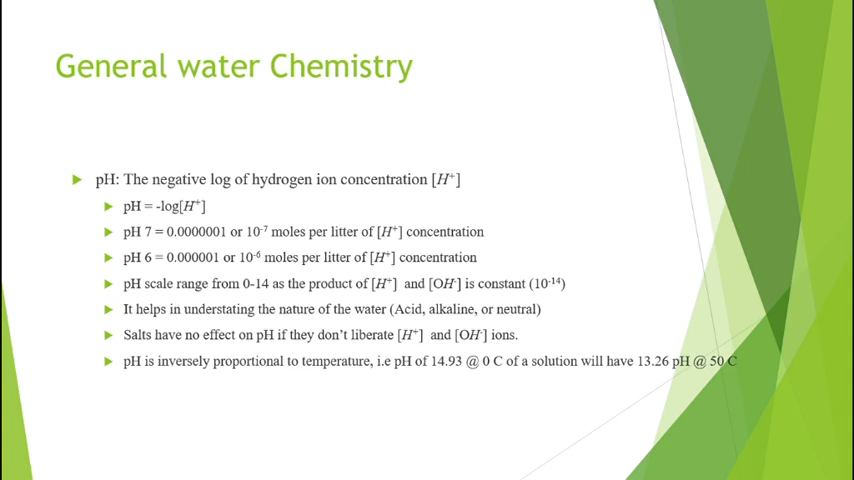 General water Chemistry
pH: The negative log of hydrogen ion concentration [H⁺]
pH = -log[H⁺]
pH 7 = 0.0000001 or 10⁻⁷ moles per litter of [H⁺] concentration
pH 6 = 0.000001 or 10⁻⁶ moles per litter of [H⁺] concentration
pH scale range from 0-14 as the product of [H⁺] and [OH⁻] is constant (10⁻¹⁴)
It helps in understating the nature of the water (Acid, alkaline, or neutral)
Salts have no effect on pH if they don't liberate [H⁺] and [OH⁻] ions.
pH is inversely proportional to temperature, i.e pH of 14.93 @ 0 C of a solution will have 13.26 pH @ 50 C